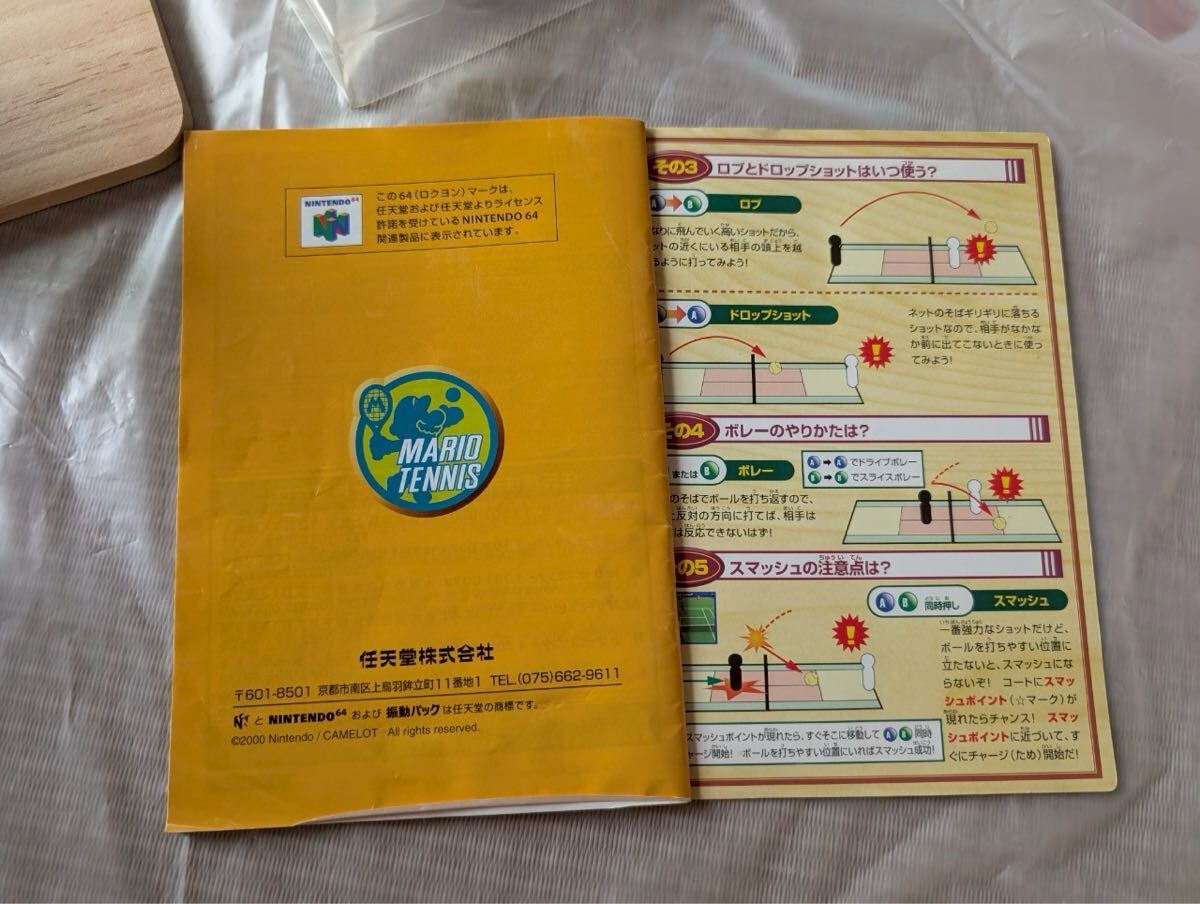 NINTENDO 64
この64(ロクヨン)マークは、
任天堂および任天堂よりライセンス
許諾を受けているNINTENDO 64
関連製品に表示されています。
MARIO
TENNIS
任天堂株式会社
〒601-8501 京都市南区上鳥羽鉾立町11番地1 TEL.(075)662-9611
と NINTENDO64 および 振動パックは任天堂の商標です。
©2000 Nintendo / CAMELOT All rights reserved.
その3 ロブとドロップショットはいつ使う?
A B ロブ
なりに飛んでいく高いショットだから、
ットの近くにいる相手の頭上を越
るように打ってみよう!
A ドロップショット
ネットのそばギリギリに落ちる
ショットなので、相手がなかな
か前に出てこないときに使っ
てみよう!
その4 ボレーのやりかたは?
または B ボレー
A A でドライブボレー
B B でスライスボレー
のそばでボールを打ち返すので、
反対の方向に打てば、相手は
は反応できないはず!
の5 スマッシュの注意点は?
A B 同時押し スマッシュ
一番強力なショットだけど、
ボールを打ちやすい位置に
立たないと、スマッシュにな
らないぞ! コートにスマッ
シュポイント(☆マーク)が
現れたらチャンス! スマッ
シュポイントに近づいて、す
ぐにチャージ(ため)開始だ!
スマッシュポイントが現れたら、すぐそこに移動して A B 同時
ャージ開始! ボールを打ちやすい位置にいればスマッシュ成功!